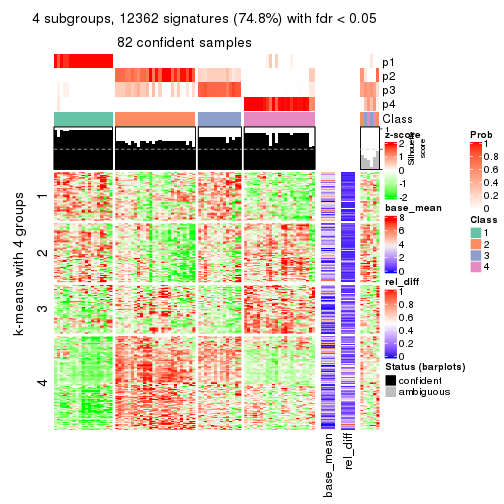 4 subgroups, 12362 signatures (74.8%) with fdr < 0.05
82 confident samples
p1
p2
p3
p4
Class
1
Silhouette
score
z-score
2
1
0
-1
-2
base_mean
8
6
4
2
0
rel_diff
1
0.8
0.6
0.4
0.2
0
Status (barplots)
confident
ambiguous
Prob
1
0.8
0.6
0.4
0.2
0
Class
1
2
3
4
k-means with 4 groups
1
2
3
4
base_mean
rel_diff